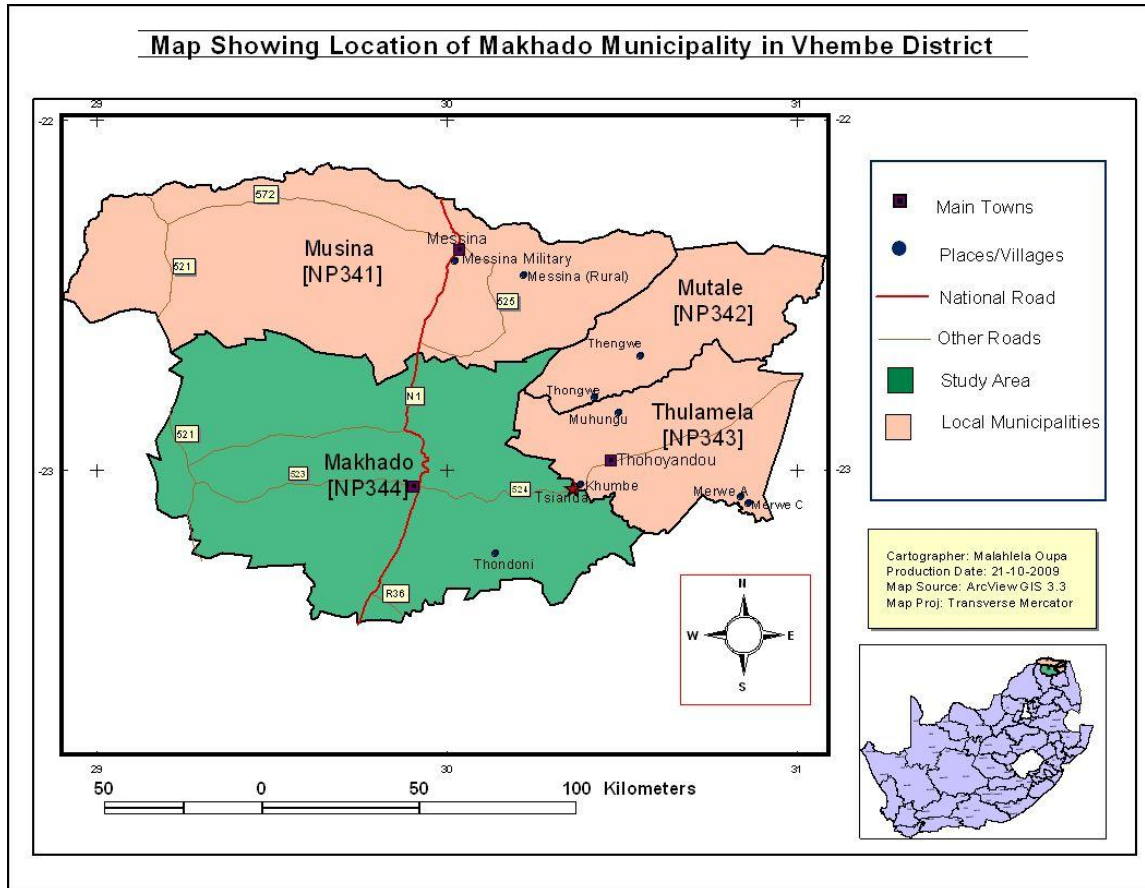 Map Showing Location of Makhado Municipality in Vhembe District
29
30
31
-22
-22
572
Musina
[NP341]
Messina
Messina Military
Messina (Rural)
521
525
Mutale
[NP342]
Thengwe
N1
Thongwe
Muhungu
Thulamela
[NP343]
521
-23
-23
Makhado
[NP344]
523
524
Thohoyandou
Khumbe
Tsianda
Merwe A
Merwe C
Thondoni
R36
N
W
E
S
29
30
31
50
0
50
100 Kilometers
Main Towns
Places/Villages
National Road
Other Roads
Study Area
Local Municipalities
Cartographer: Malahlela Oupa
Production Date: 21-10-2009
Map Source: ArcView GIS 3.3
Map Proj: Transverse Mercator